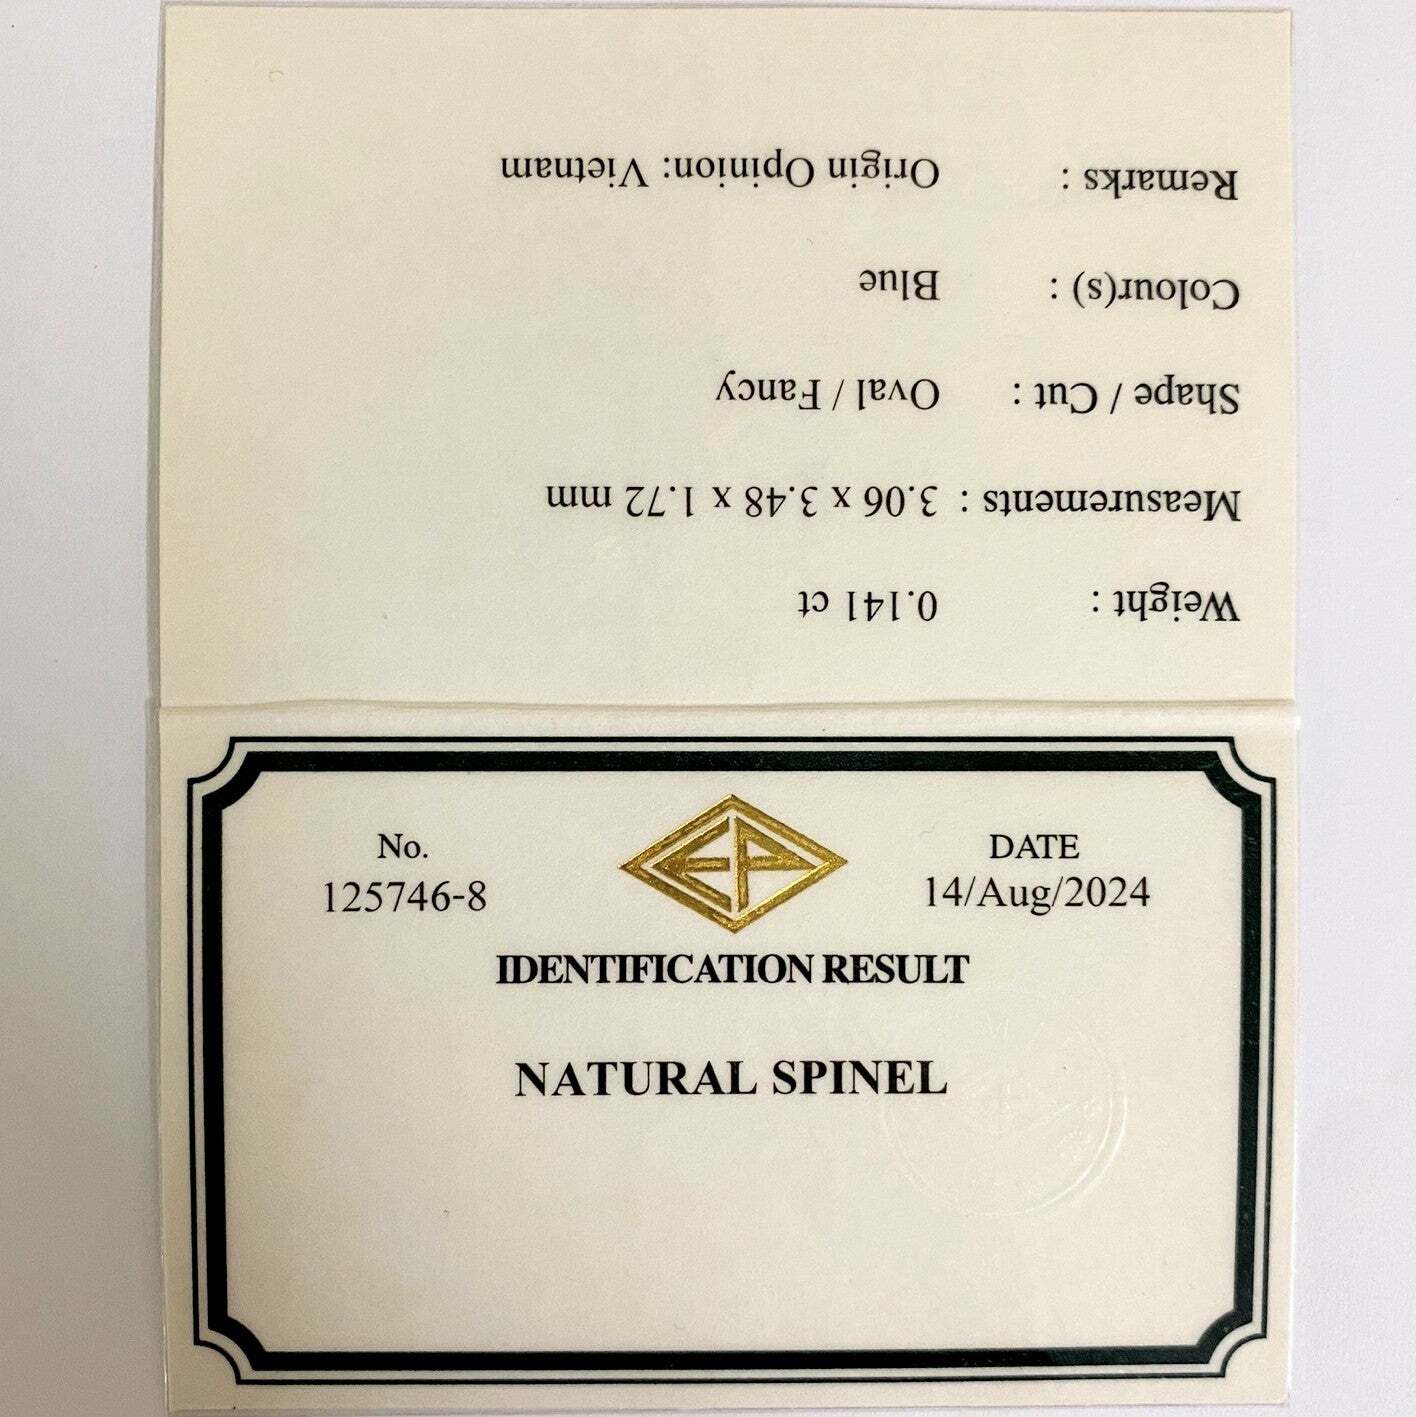 No.
125746-8
EP
DATE
14/Aug/2024
IDENTIFICATION RESULT
NATURAL SPINEL
Weight : 0.141 ct
Measurements : 3.06 x 3.48 x 1.72 mm
Shape / Cut : Oval / Fancy
Colour(s) : Blue
Remarks : Origin Opinion: Vietnam